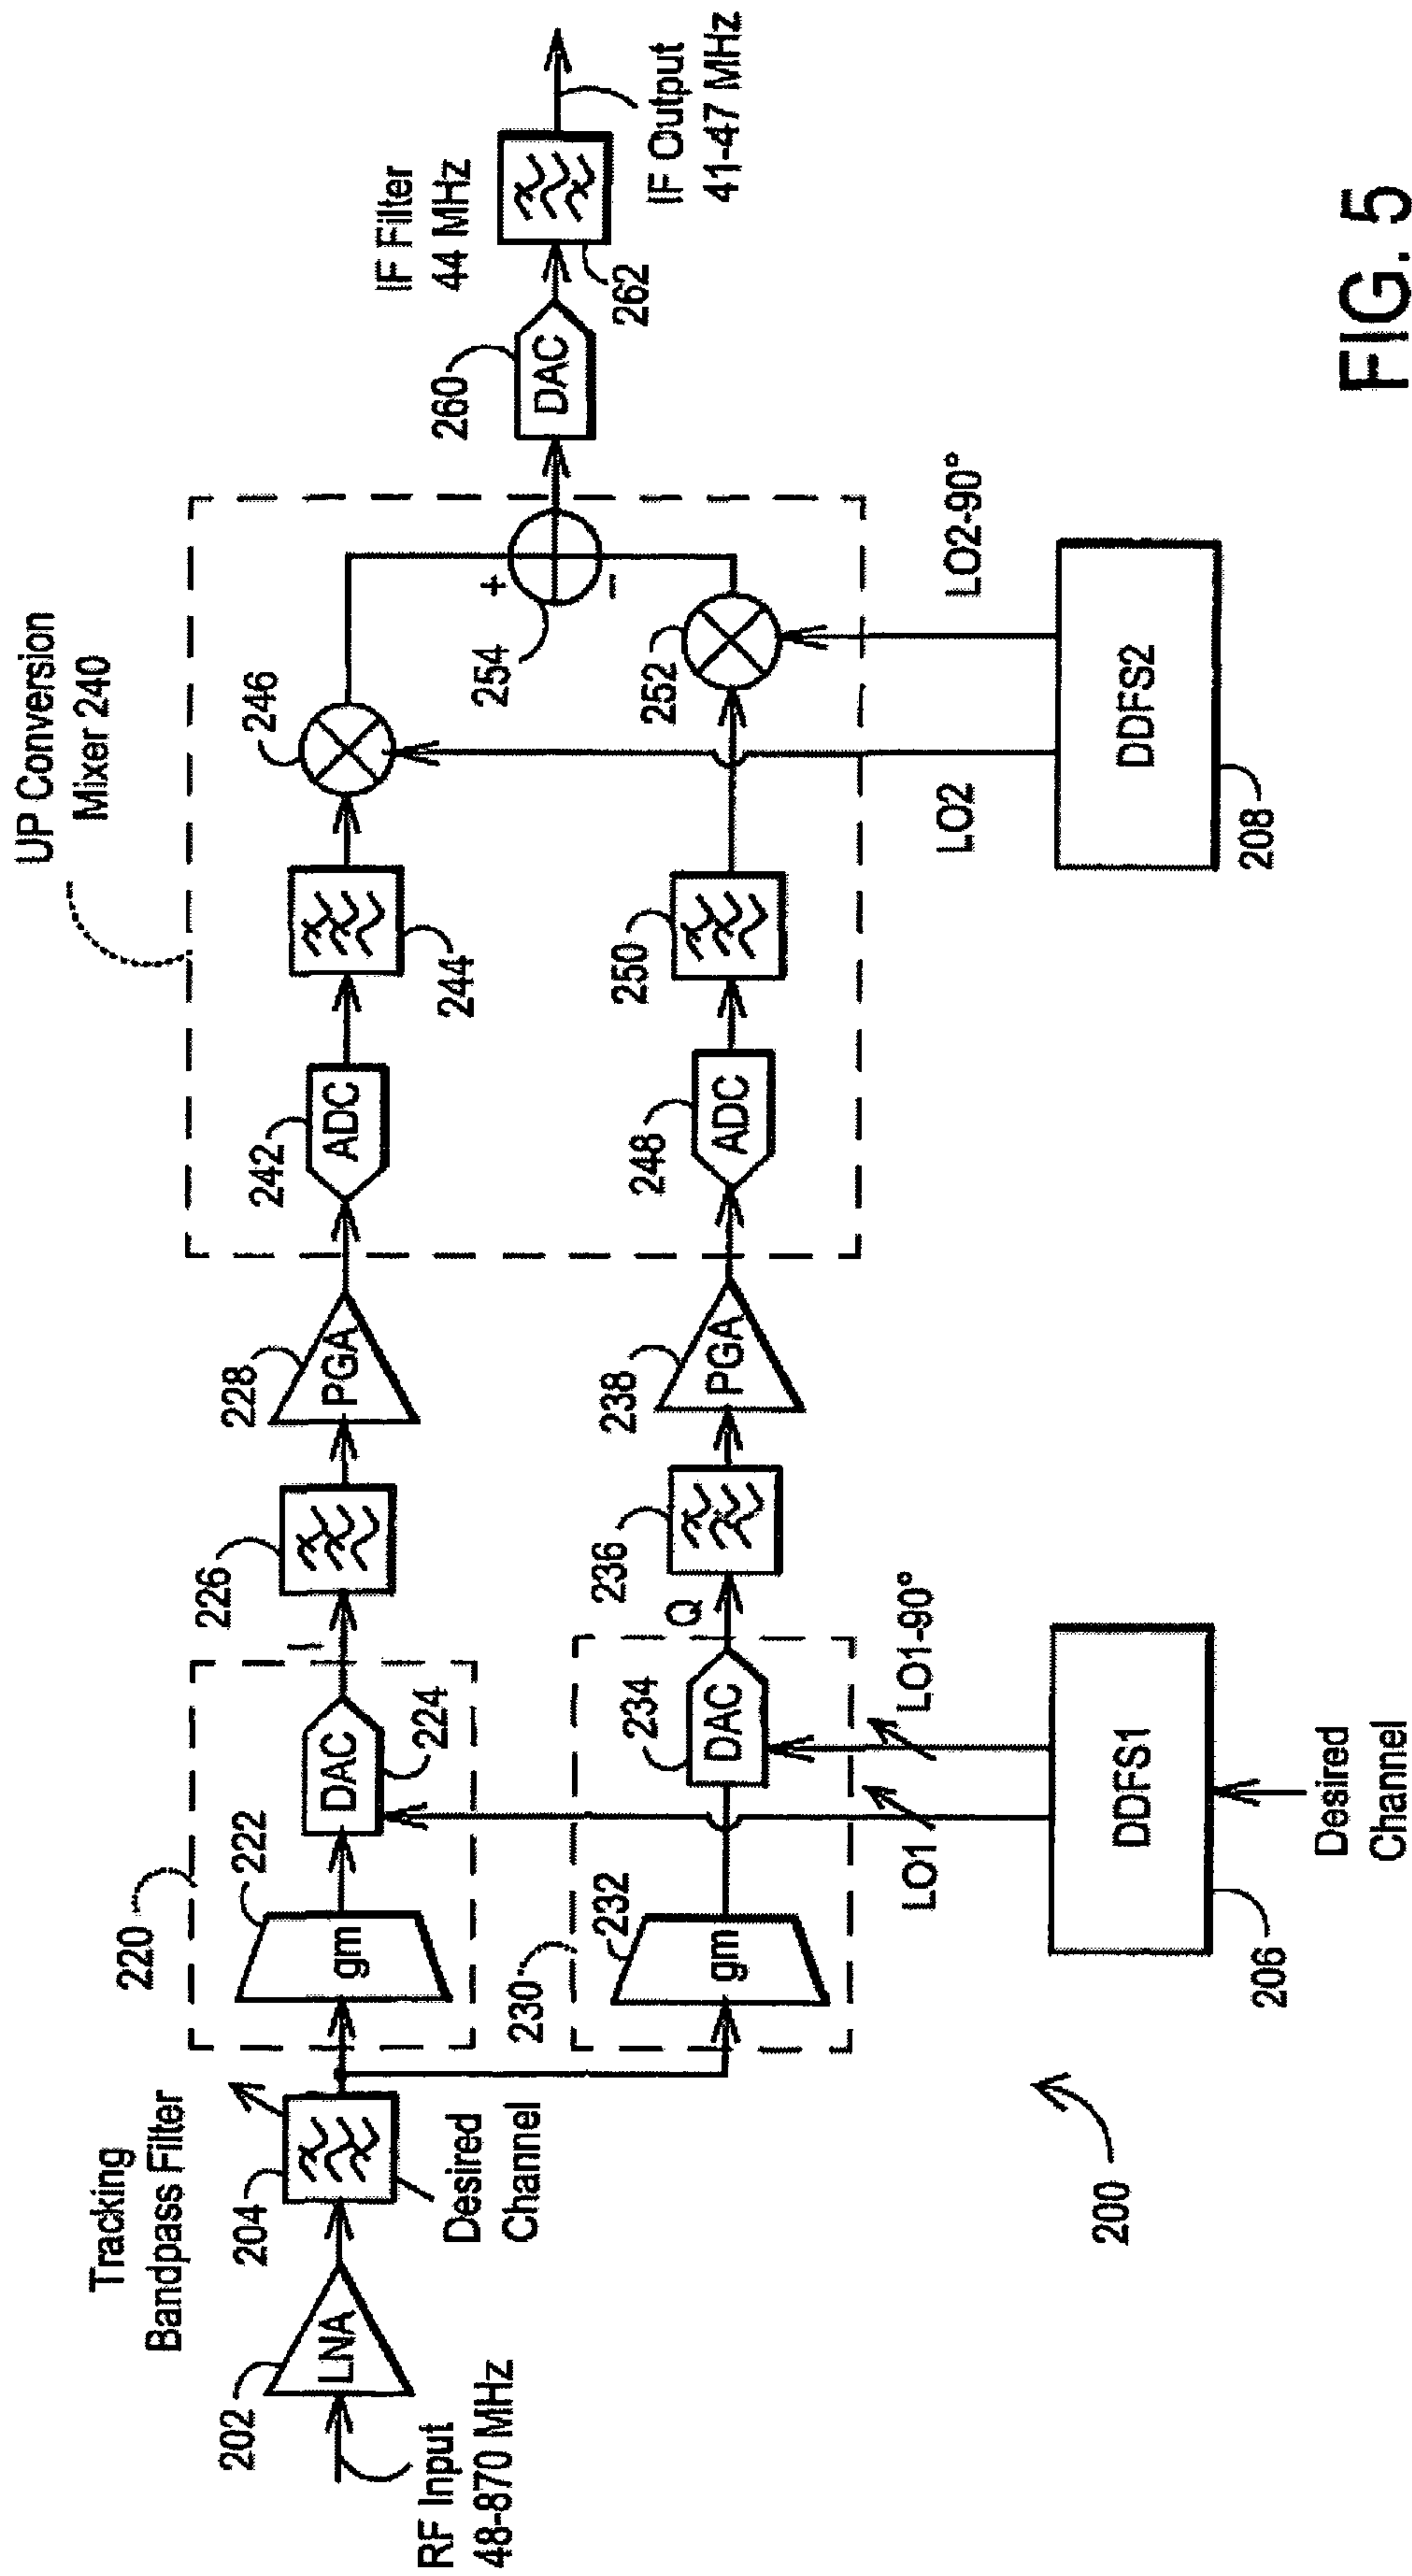 UP Conversion
Mixer 240
Tracking
Bandpass Filter
204
Desired
Channel
202
LNA
RF Input
48-870 MHz
220
222
gm
DAC
224
I
226
228
PGA
242
ADC
244
246
230
232
gm
234
DAC
Q
236
238
PGA
248
ADC
250
252
254
+
−
260
DAC
IF Filter
44 MHz
262
IF Output
41-47 MHz
LO1
LO1-90°
DDFS1
206
Desired
Channel
LO2
LO2-90°
DDFS2
208
200
FIG. 5